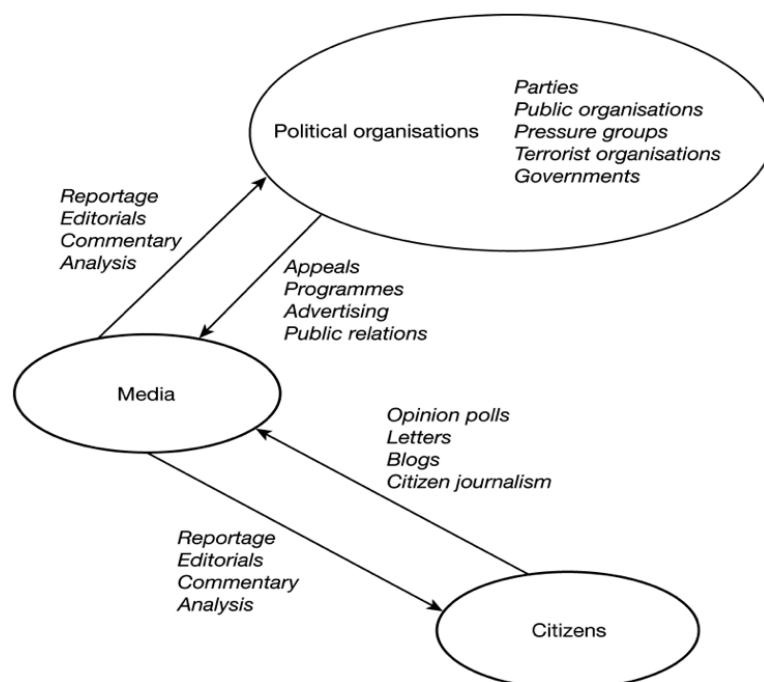 Political organisations
Parties
Public organisations
Pressure groups
Terrorist organisations
Governments
Reportage
Editorials
Commentary
Analysis
Appeals
Programmes
Advertising
Public relations
Media
Opinion polls
Letters
Blogs
Citizen journalism
Reportage
Editorials
Commentary
Analysis
Citizens